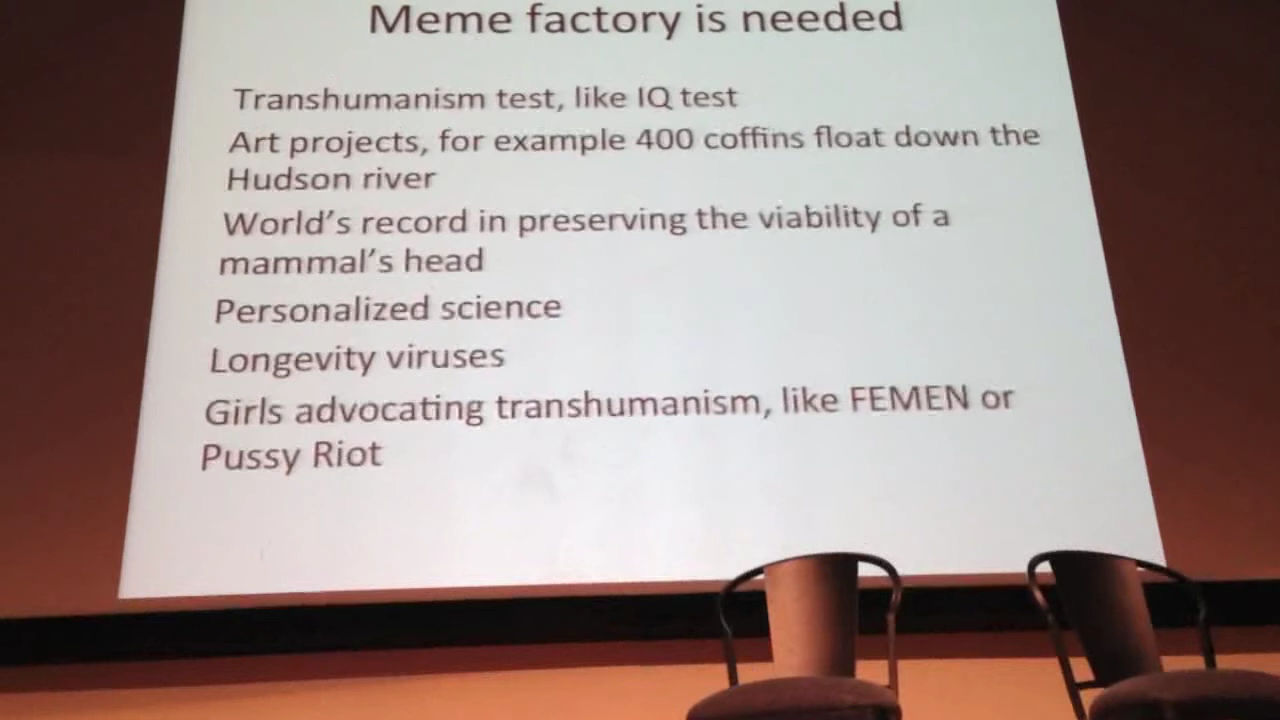 Meme factory is needed
Transhumanism test, like IQ test
Art projects, for example 400 coffins float down the
Hudson river
World's record in preserving the viability of a
mammal's head
Personalized science
Longevity viruses
Girls advocating transhumanism, like FEMEN or
Pussy Riot